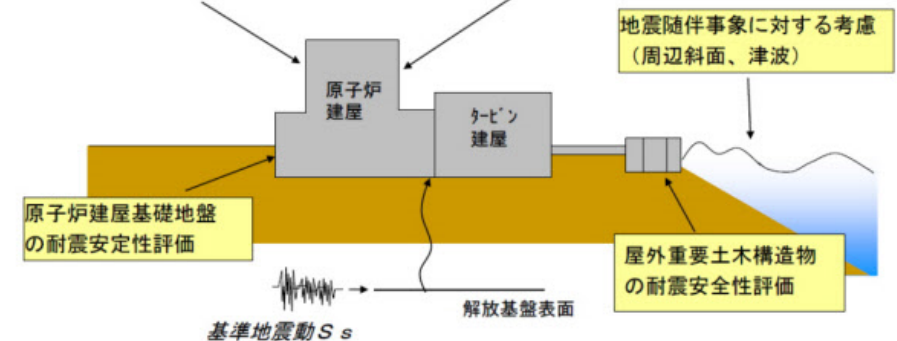 地震随伴事象に対する考慮
（周辺斜面、津波）
原子炉
建屋
ﾀｰﾋﾞﾝ
建屋
原子炉建屋基礎地盤
の耐震安定性評価
屋外重要土木構造物
の耐震安全性評価
解放基盤表面
基準地震動Ｓｓ